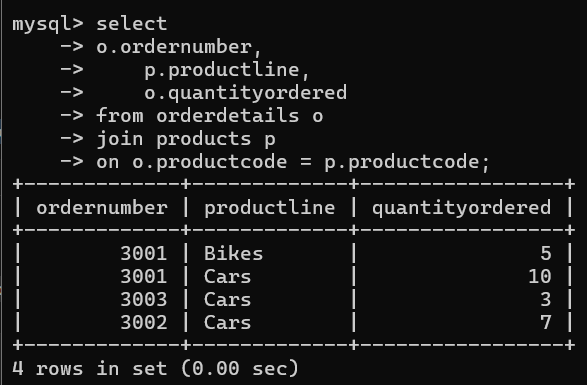 mysql> select
    -> o.ordernumber,
    ->     p.productline,
    ->     o.quantityordered
    -> from orderdetails o
    -> join products p
    -> on o.productcode = p.productcode;
+-------------+-------------+-----------------+
| ordernumber | productline | quantityordered |
+-------------+-------------+-----------------+
|        3001 | Bikes       |               5 |
|        3001 | Cars        |              10 |
|        3003 | Cars        |               3 |
|        3002 | Cars        |               7 |
+-------------+-------------+-----------------+
4 rows in set (0.00 sec)